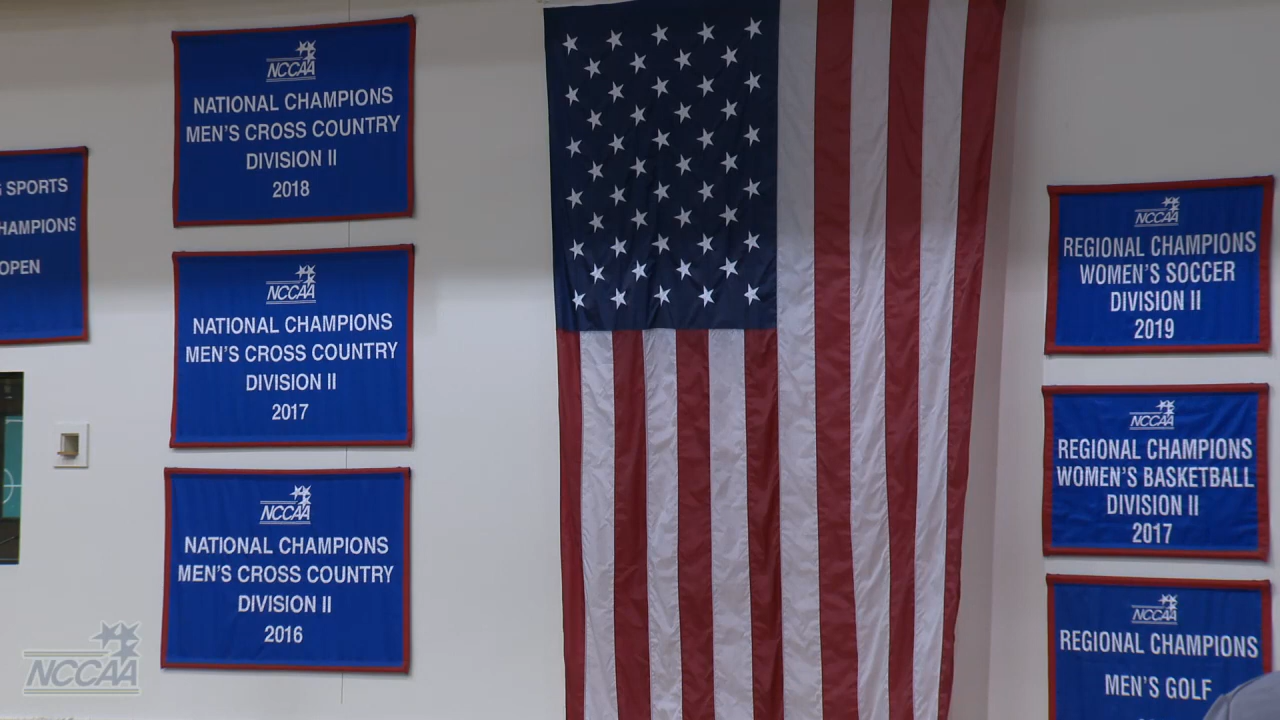 SPORTS
OPEN
NCCAA
NATIONAL CHAMPIONS
MEN'S CROSS COUNTRY
DIVISION II
2018
NCCAA
NATIONAL CHAMPIONS
MEN'S CROSS COUNTRY
DIVISION II
2017
NCCAA
NATIONAL CHAMPIONS
MEN'S CROSS COUNTRY
DIVISION II
2016
NCCAA
REGIONAL CHAMPIONS
WOMEN'S SOCCER
DIVISION II
2019
NCCAA
REGIONAL CHAMPIONS
WOMEN'S BASKETBALL
DIVISION II
2017
NCCAA
REGIONAL CHAMPIONS
MEN'S GOLF
NCCAA